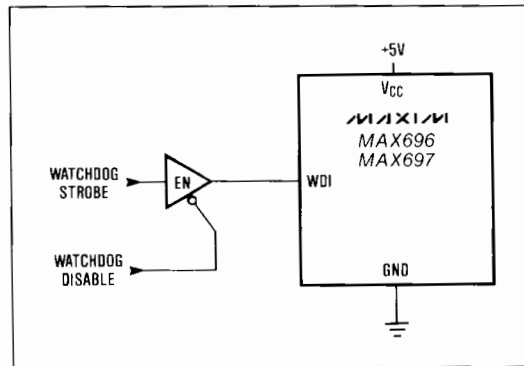 +5V
VCC
MAXIM
MAX696
MAX697
WATCHDOG
STROBE
EN
WDI
WATCHDOG
DISABLE
GND